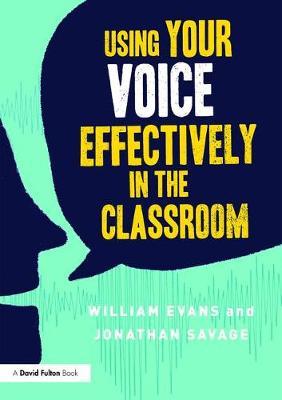 USING YOUR
VOICE
EFFECTIVELY
IN THE
CLASSROOM
WILLIAM EVANS and
JONATHAN SAVAGE
A David Fulton Book